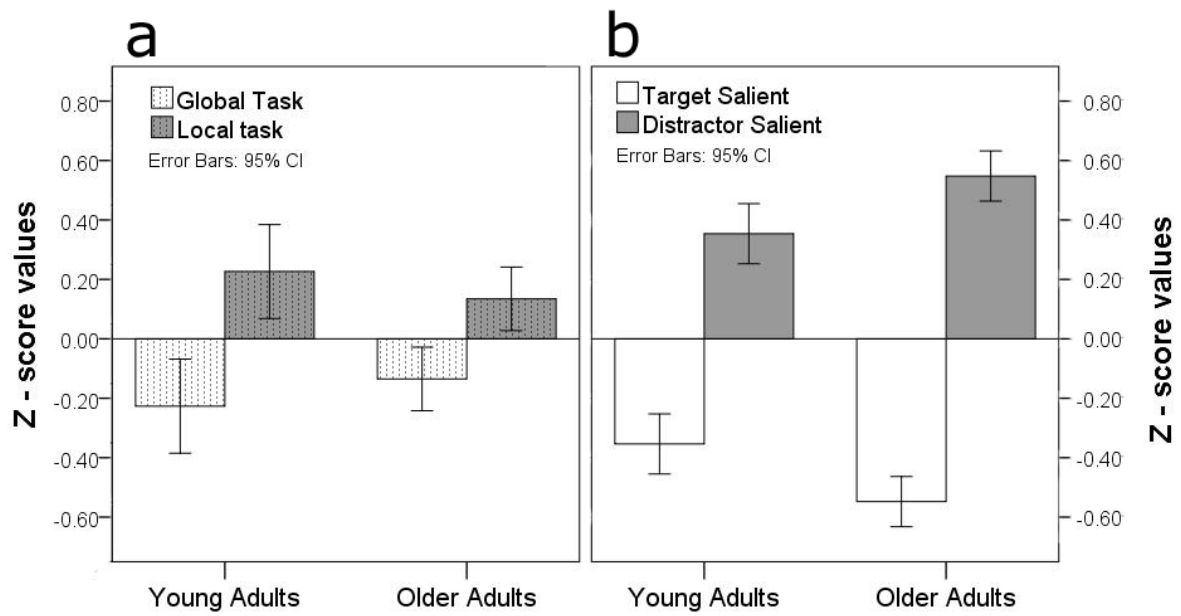 a
Global Task
Local task
Error Bars: 95% CI
Z - score values
0.80
0.60
0.40
0.20
0.00
-0.20
-0.40
-0.60
Young Adults
Older Adults
b
Target Salient
Distractor Salient
Error Bars: 95% CI
0.80
0.60
0.40
0.20
0.00
-0.20
-0.40
-0.60
Z - score values
Young Adults
Older Adults